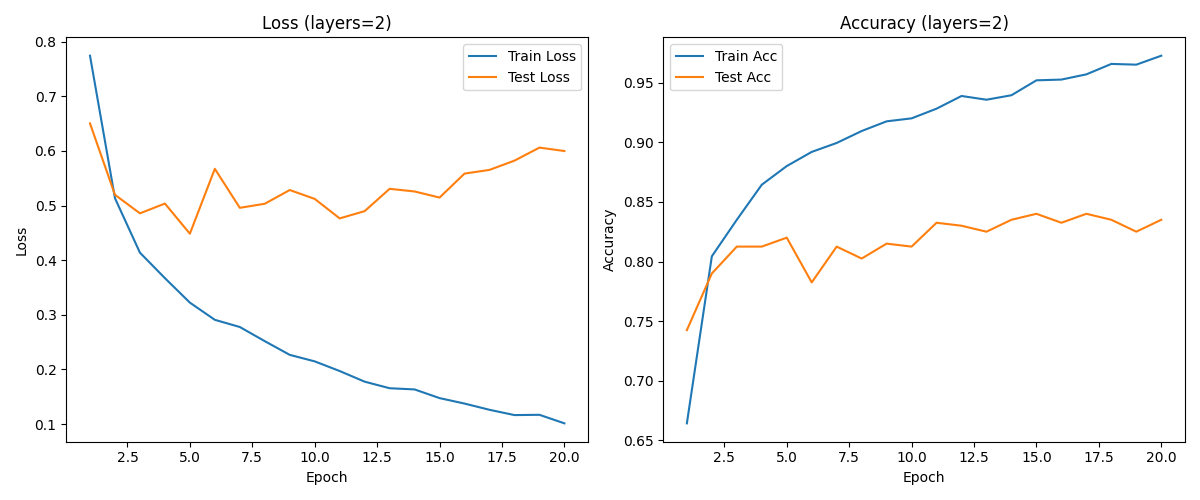 Loss (layers=2)
Train Loss
Test Loss
0.8
0.7
0.6
0.5
0.4
0.3
0.2
0.1
Loss
2.5 5.0 7.5 10.0 12.5 15.0 17.5 20.0
Epoch
Accuracy (layers=2)
Train Acc
Test Acc
0.95
0.90
0.85
0.80
0.75
0.70
0.65
Accuracy
2.5 5.0 7.5 10.0 12.5 15.0 17.5 20.0
Epoch